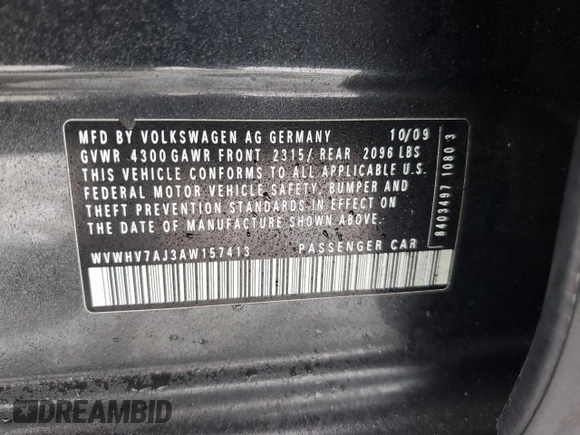 MFD BY VOLKSWAGEN AG GERMANY 10/09
GVWR 4300 GAWR FRONT 2315/ REAR 2096 LBS
THIS VEHICLE CONFORMS TO ALL APPLICABLE U.S.
FEDERAL MOTOR VEHICLE SAFETY, BUMPER AND
THEFT PREVENTION STANDARDS IN EFFECT ON
THE DATE OF MANUFACTURE SHOWN ABOVE.
WVWHV7AJ3AW157413 PASSENGER CAR
8403497 1080 3
DREAMBID